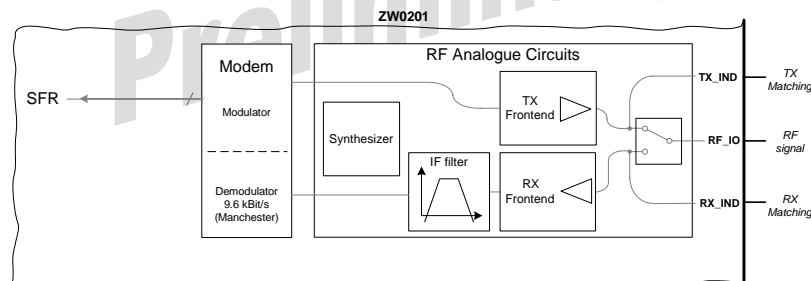 ZW0201
Preliminary
RF Analogue Circuits
Modem
Modulator
Demodulator
9.6 kBit/s
(Manchester)
SFR
Synthesizer
IF filter
TX
Frontend
RX
Frontend
TX_IND
RF_IO
RX_IND
TX
Matching
RF
signal
RX
Matching